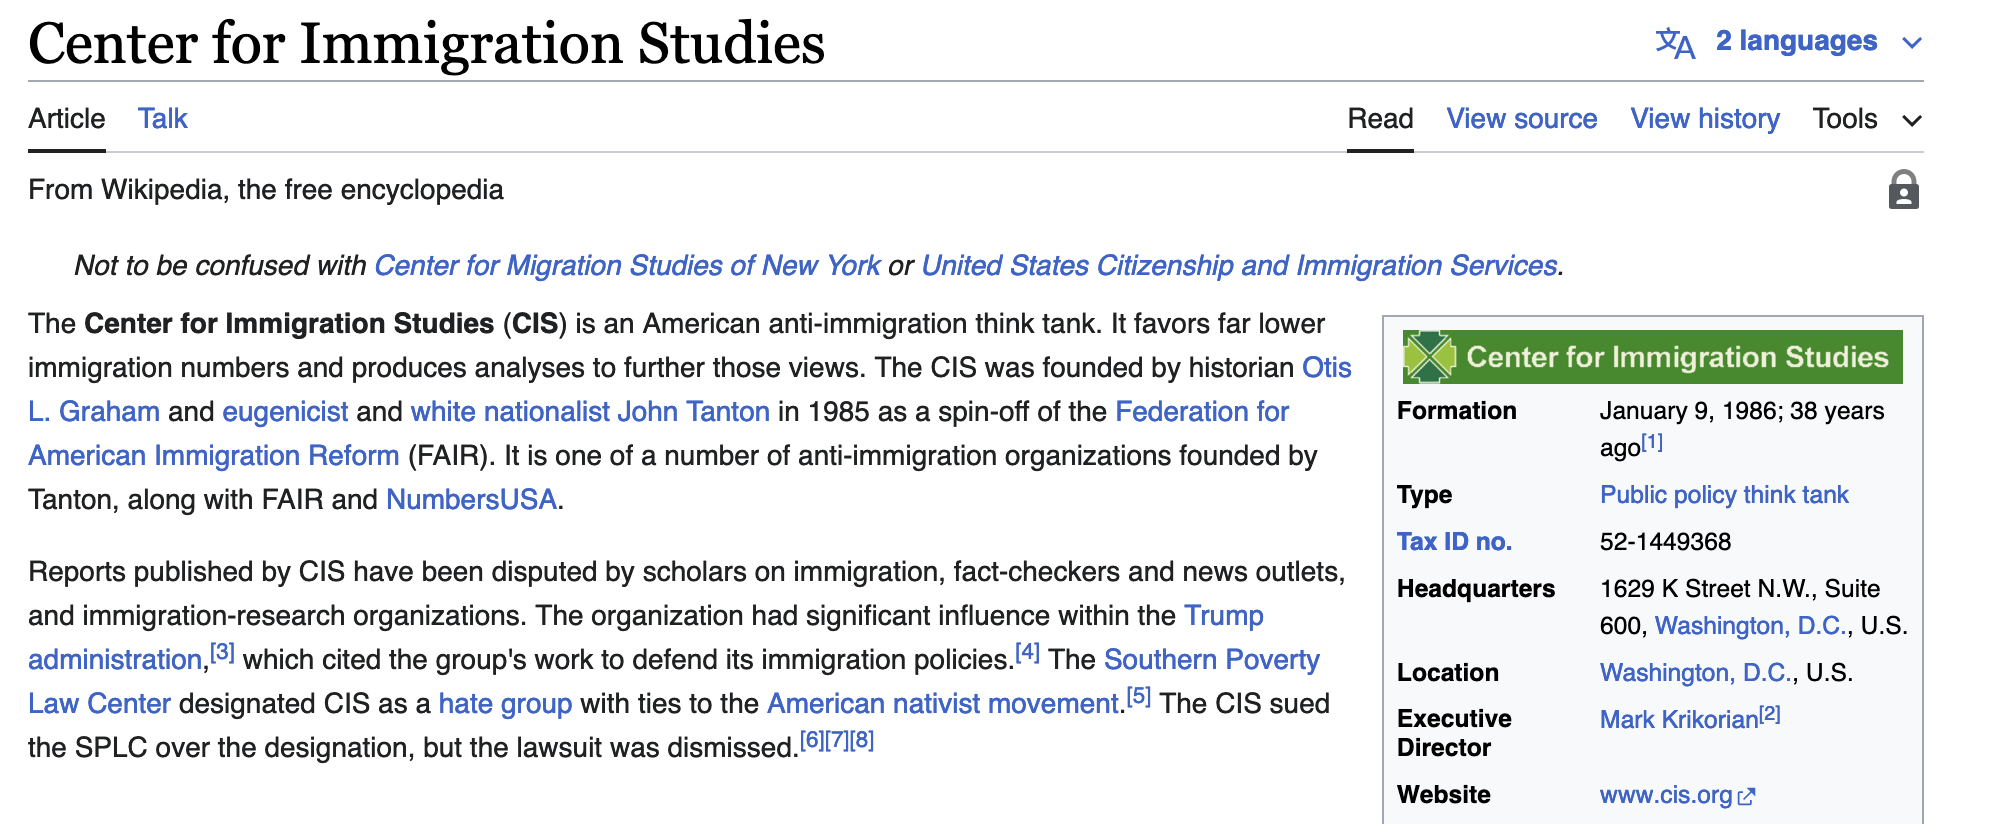 Center for Immigration Studies
文A 2 languages
Article Talk Read View source View history Tools
From Wikipedia, the free encyclopedia
Not to be confused with Center for Migration Studies of New York or United States Citizenship and Immigration Services.
The Center for Immigration Studies (CIS) is an American anti-immigration think tank. It favors far lower
immigration numbers and produces analyses to further those views. The CIS was founded by historian Otis
L. Graham and eugenicist and white nationalist John Tanton in 1985 as a spin-off of the Federation for
American Immigration Reform (FAIR). It is one of a number of anti-immigration organizations founded by
Tanton, along with FAIR and NumbersUSA.
Reports published by CIS have been disputed by scholars on immigration, fact-checkers and news outlets,
and immigration-research organizations. The organization had significant influence within the Trump
administration,[3] which cited the group's work to defend its immigration policies.[4] The Southern Poverty
Law Center designated CIS as a hate group with ties to the American nativist movement.[5] The CIS sued
the SPLC over the designation, but the lawsuit was dismissed.[6][7][8]
Center for Immigration Studies
Formation January 9, 1986; 38 years
ago[1]
Type Public policy think tank
Tax ID no. 52-1449368
Headquarters 1629 K Street N.W., Suite
600, Washington, D.C., U.S.
Location Washington, D.C., U.S.
Executive Mark Krikorian[2]
Director
Website www.cis.org